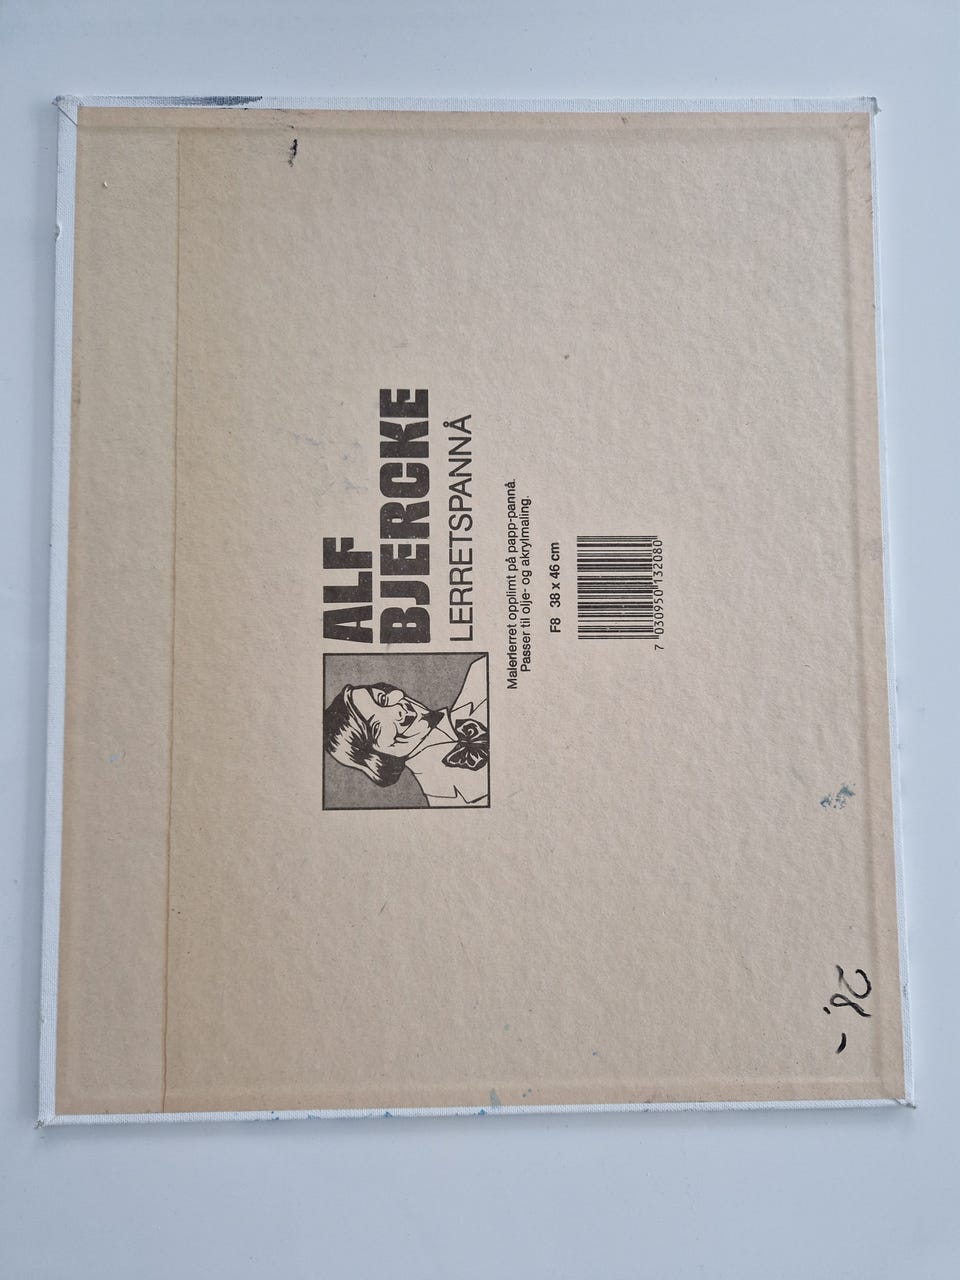 ALF
BJERCKE
LERRETSPANNÅ
Malerlerret opplimt på papp-pannå.
Passer til olje- og akrylmaling.
F8 38 x 46 cm
7 030950 132080
28,-